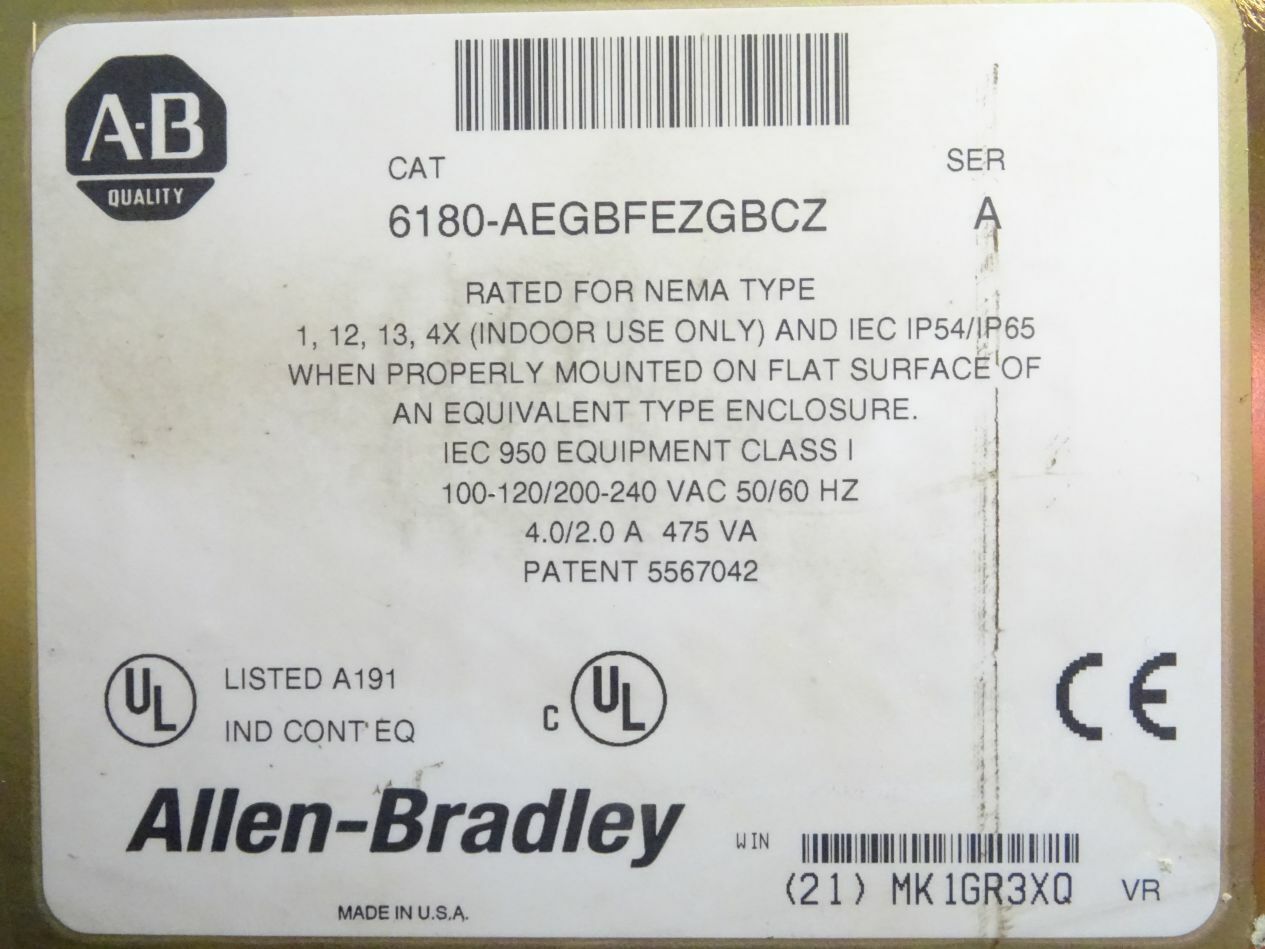 A-B
QUALITY
CAT
6180-AEGBFEZGBCZ
SER
A
RATED FOR NEMA TYPE
1, 12, 13, 4X (INDOOR USE ONLY) AND IEC IP54/IP65
WHEN PROPERLY MOUNTED ON FLAT SURFACE OF
AN EQUIVALENT TYPE ENCLOSURE.
IEC 950 EQUIPMENT CLASS I
100-120/200-240 VAC 50/60 HZ
4.0/2.0 A 475 VA
PATENT 5567042
UL
LISTED A191
IND CONT EQ
C UL
CE
Allen-Bradley
MADE IN U.S.A.
WIN
(21) MK1GR3XQ
VR